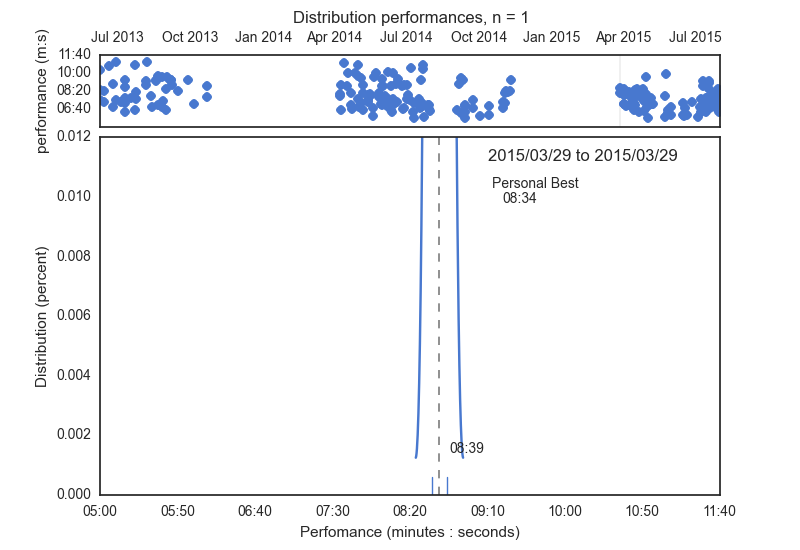 Distribution performances, n = 1
Jul 2013 Oct 2013 Jan 2014 Apr 2014 Jul 2014 Oct 2014 Jan 2015 Apr 2015 Jul 2015
performance (m:s)
11:40
10:00
08:20
06:40
Distribution (percent)
0.012
0.010
0.008
0.006
0.004
0.002
0.000
2015/03/29 to 2015/03/29
Personal Best
08:34
08:39
05:00 05:50 06:40 07:30 08:20 09:10 10:00 10:50 11:40
Perfomance (minutes : seconds)